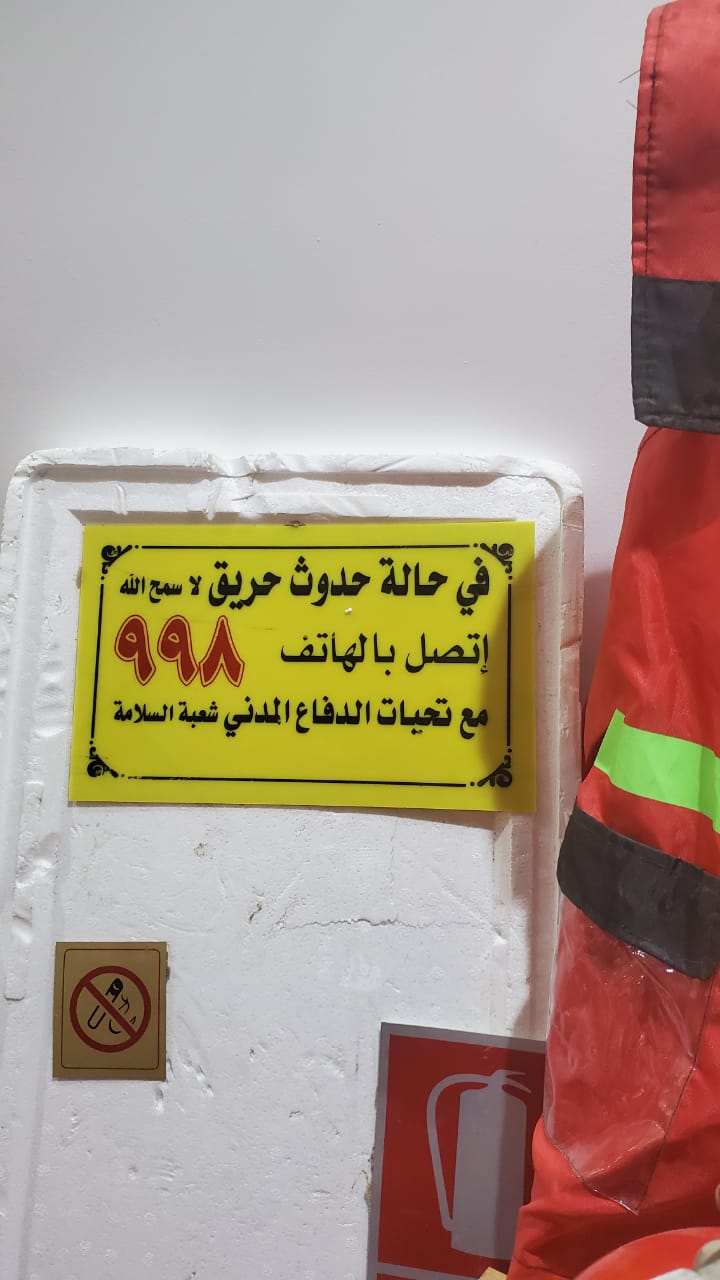 في حالة حدوث حريق لا سمح الله
إتصل بالهاتف ٩٩٨
مع تحيات الدفاع المدني شعبة السلامة